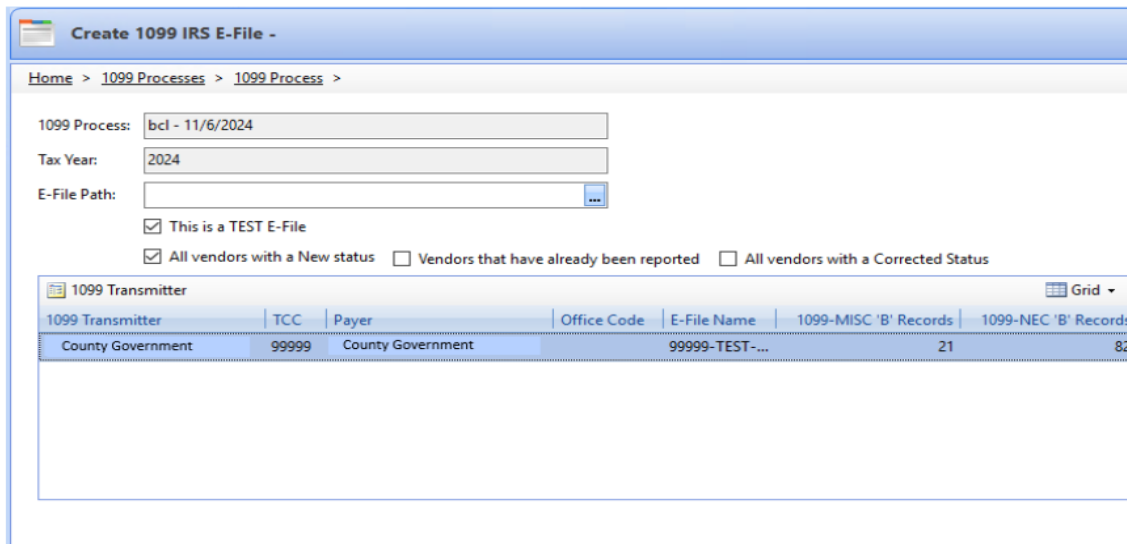 Create 1099 IRS E-File -
Home > 1099 Processes > 1099 Process >
1099 Process: bcl - 11/6/2024
Tax Year: 2024
E-File Path: ...
This is a TEST E-File
All vendors with a New status Vendors that have already been reported All vendors with a Corrected Status
1099 Transmitter Grid
1099 Transmitter TCC Payer Office Code E-File Name 1099-MISC 'B' Records 1099-NEC 'B' Records
County Government 99999 County Government 99999-TEST-... 21 82